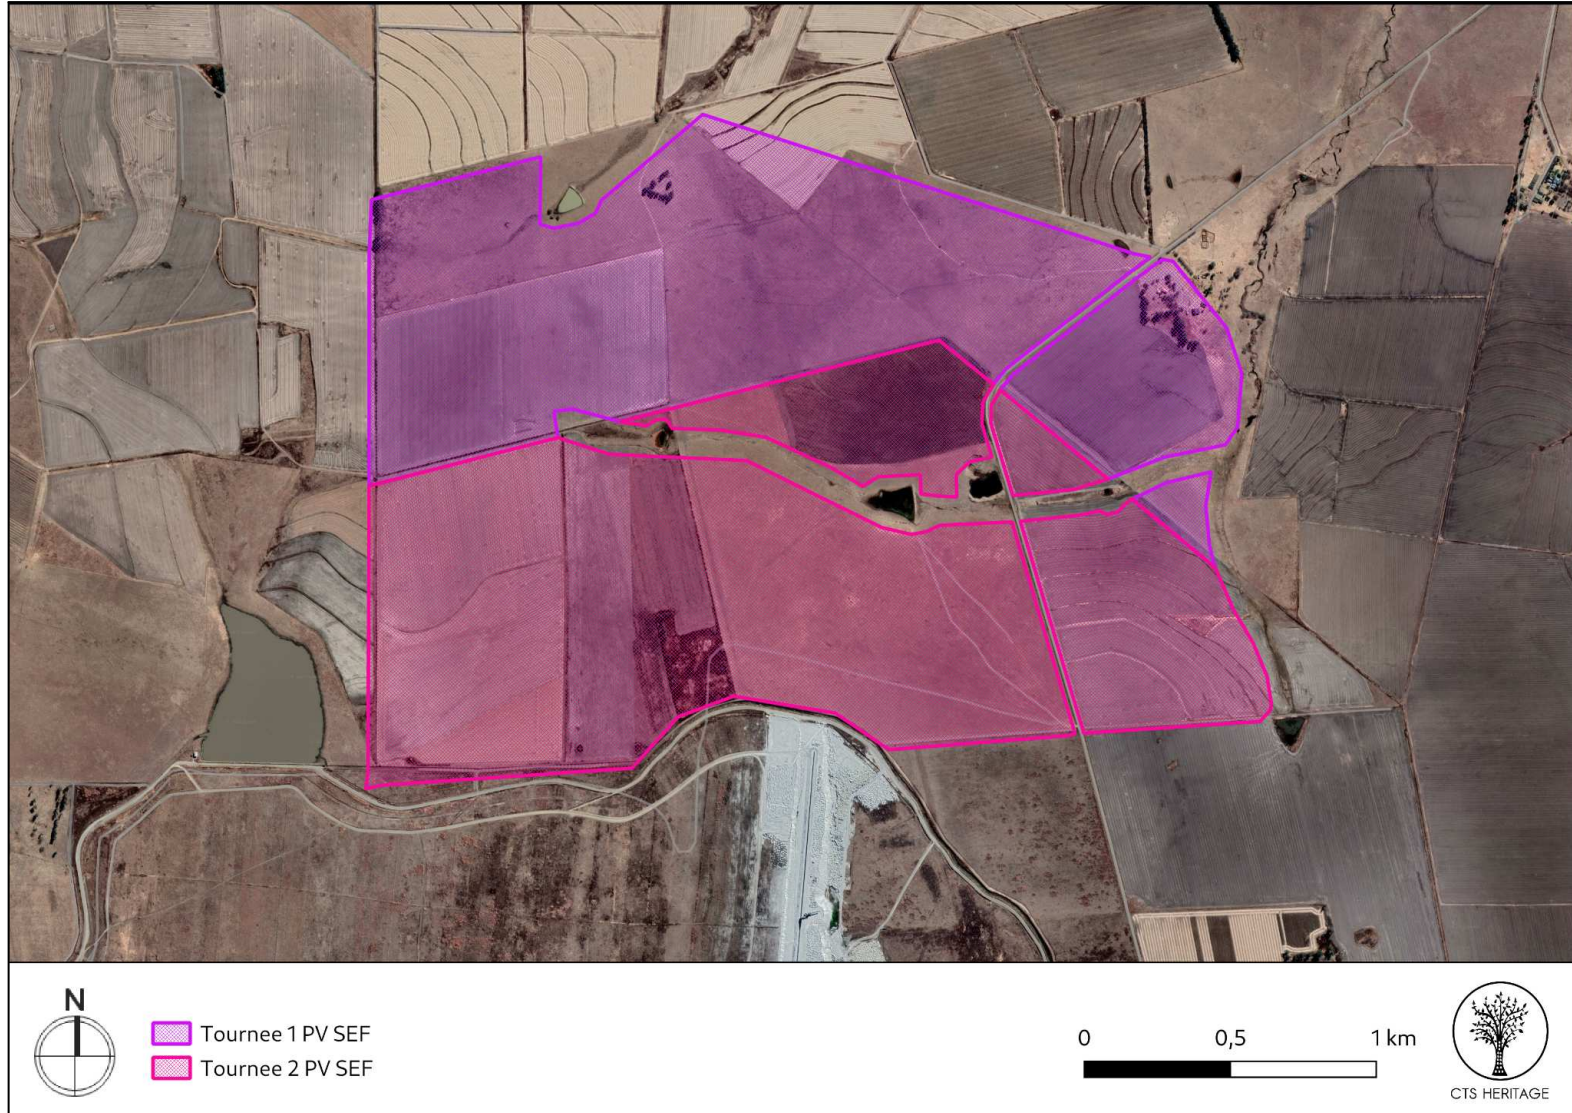 N
Tournee 1 PV SEF
Tournee 2 PV SEF
0 0,5 1 km
CTS HERITAGE